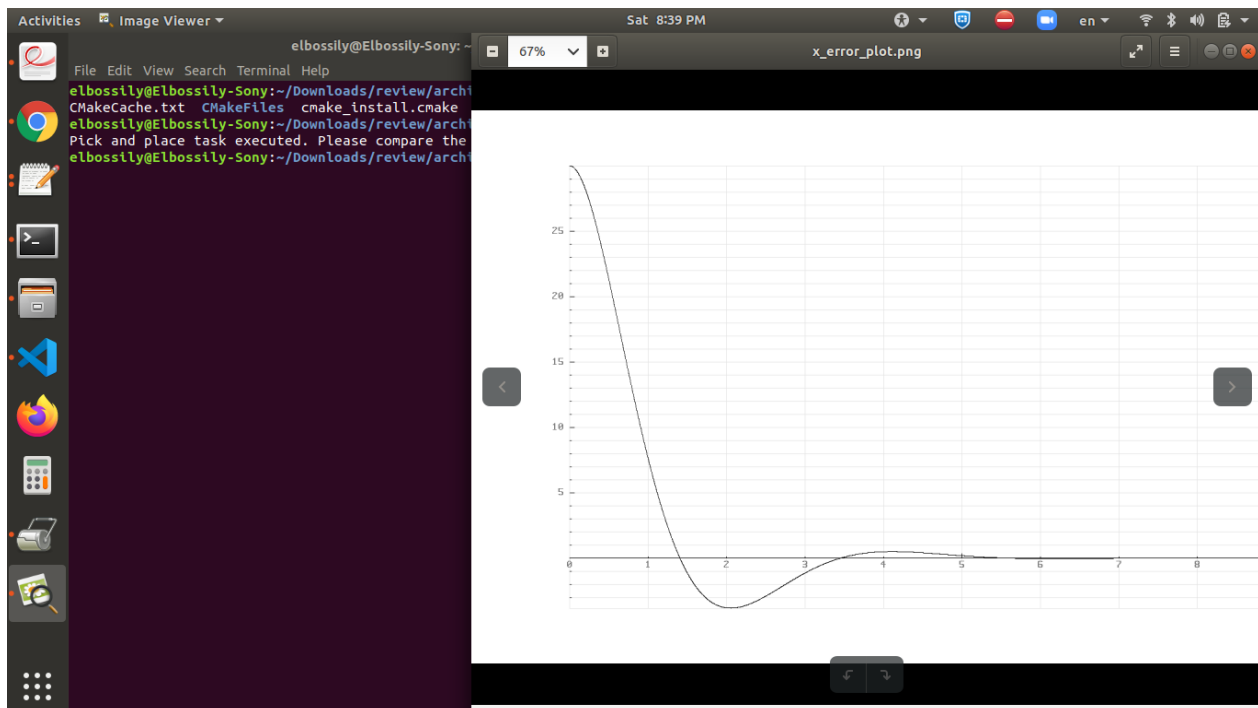 Activities Image Viewer Sat 8:39 PM en
elbossily@Elbossily-Sony: ~
File Edit View Search Terminal Help
elbossily@Elbossily-Sony:~/Downloads/review/archi
CMakeCache.txt CMakeFiles cmake_install.cmake
elbossily@Elbossily-Sony:~/Downloads/review/archi
Pick and place task executed. Please compare the
elbossily@Elbossily-Sony:~/Downloads/review/archi
67% x_error_plot.png
25
20
15
10
5
0 1 2 3 4 5 6 7 8